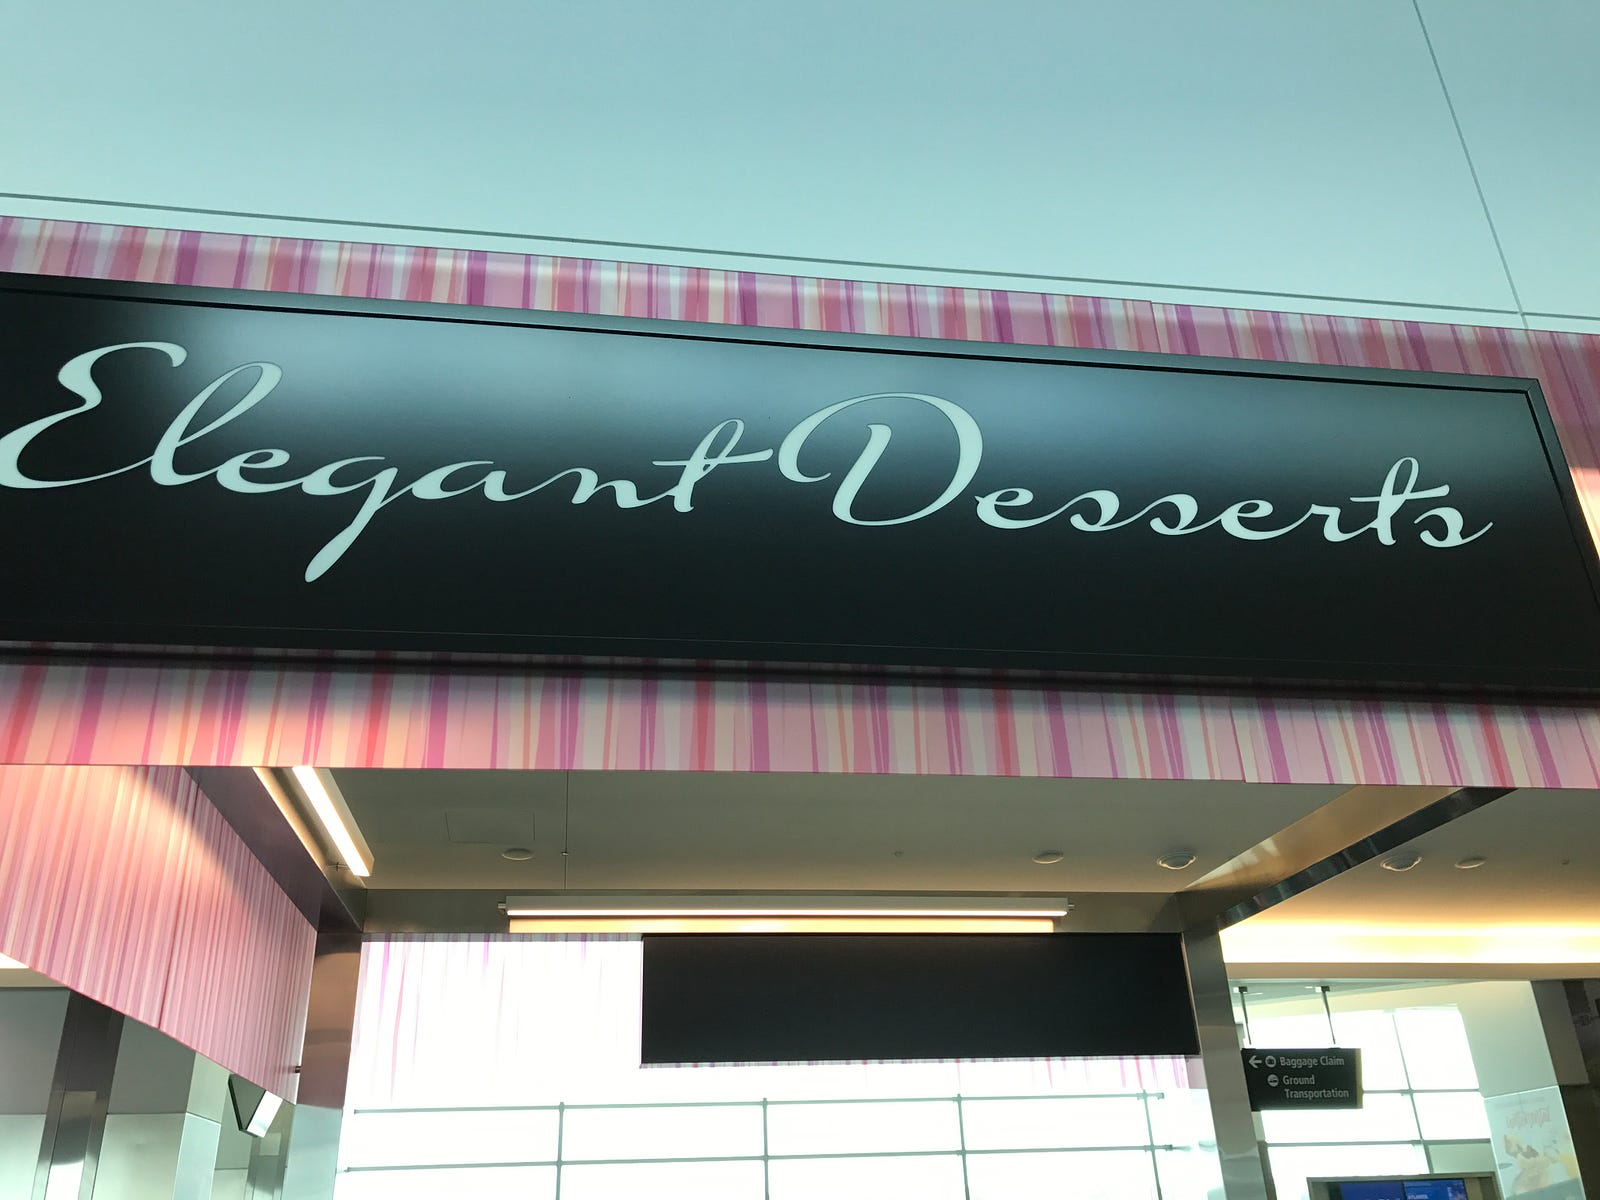 Elegant Desserts
Baggage Claim
Ground
Transportation